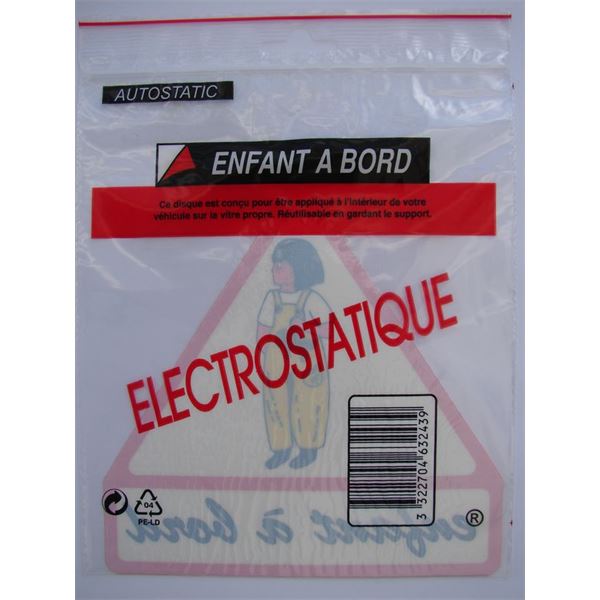 AUTOSTATIC
ENFANT A BORD
Ce disque est conçu pour être appliqué à l'intérieur de votre
véhicule sur la vitre propre. Réutilisable en gardant le support.
ELECTROSTATIQUE
3 322704 632439
04
PE-LD
®
enfant à bord